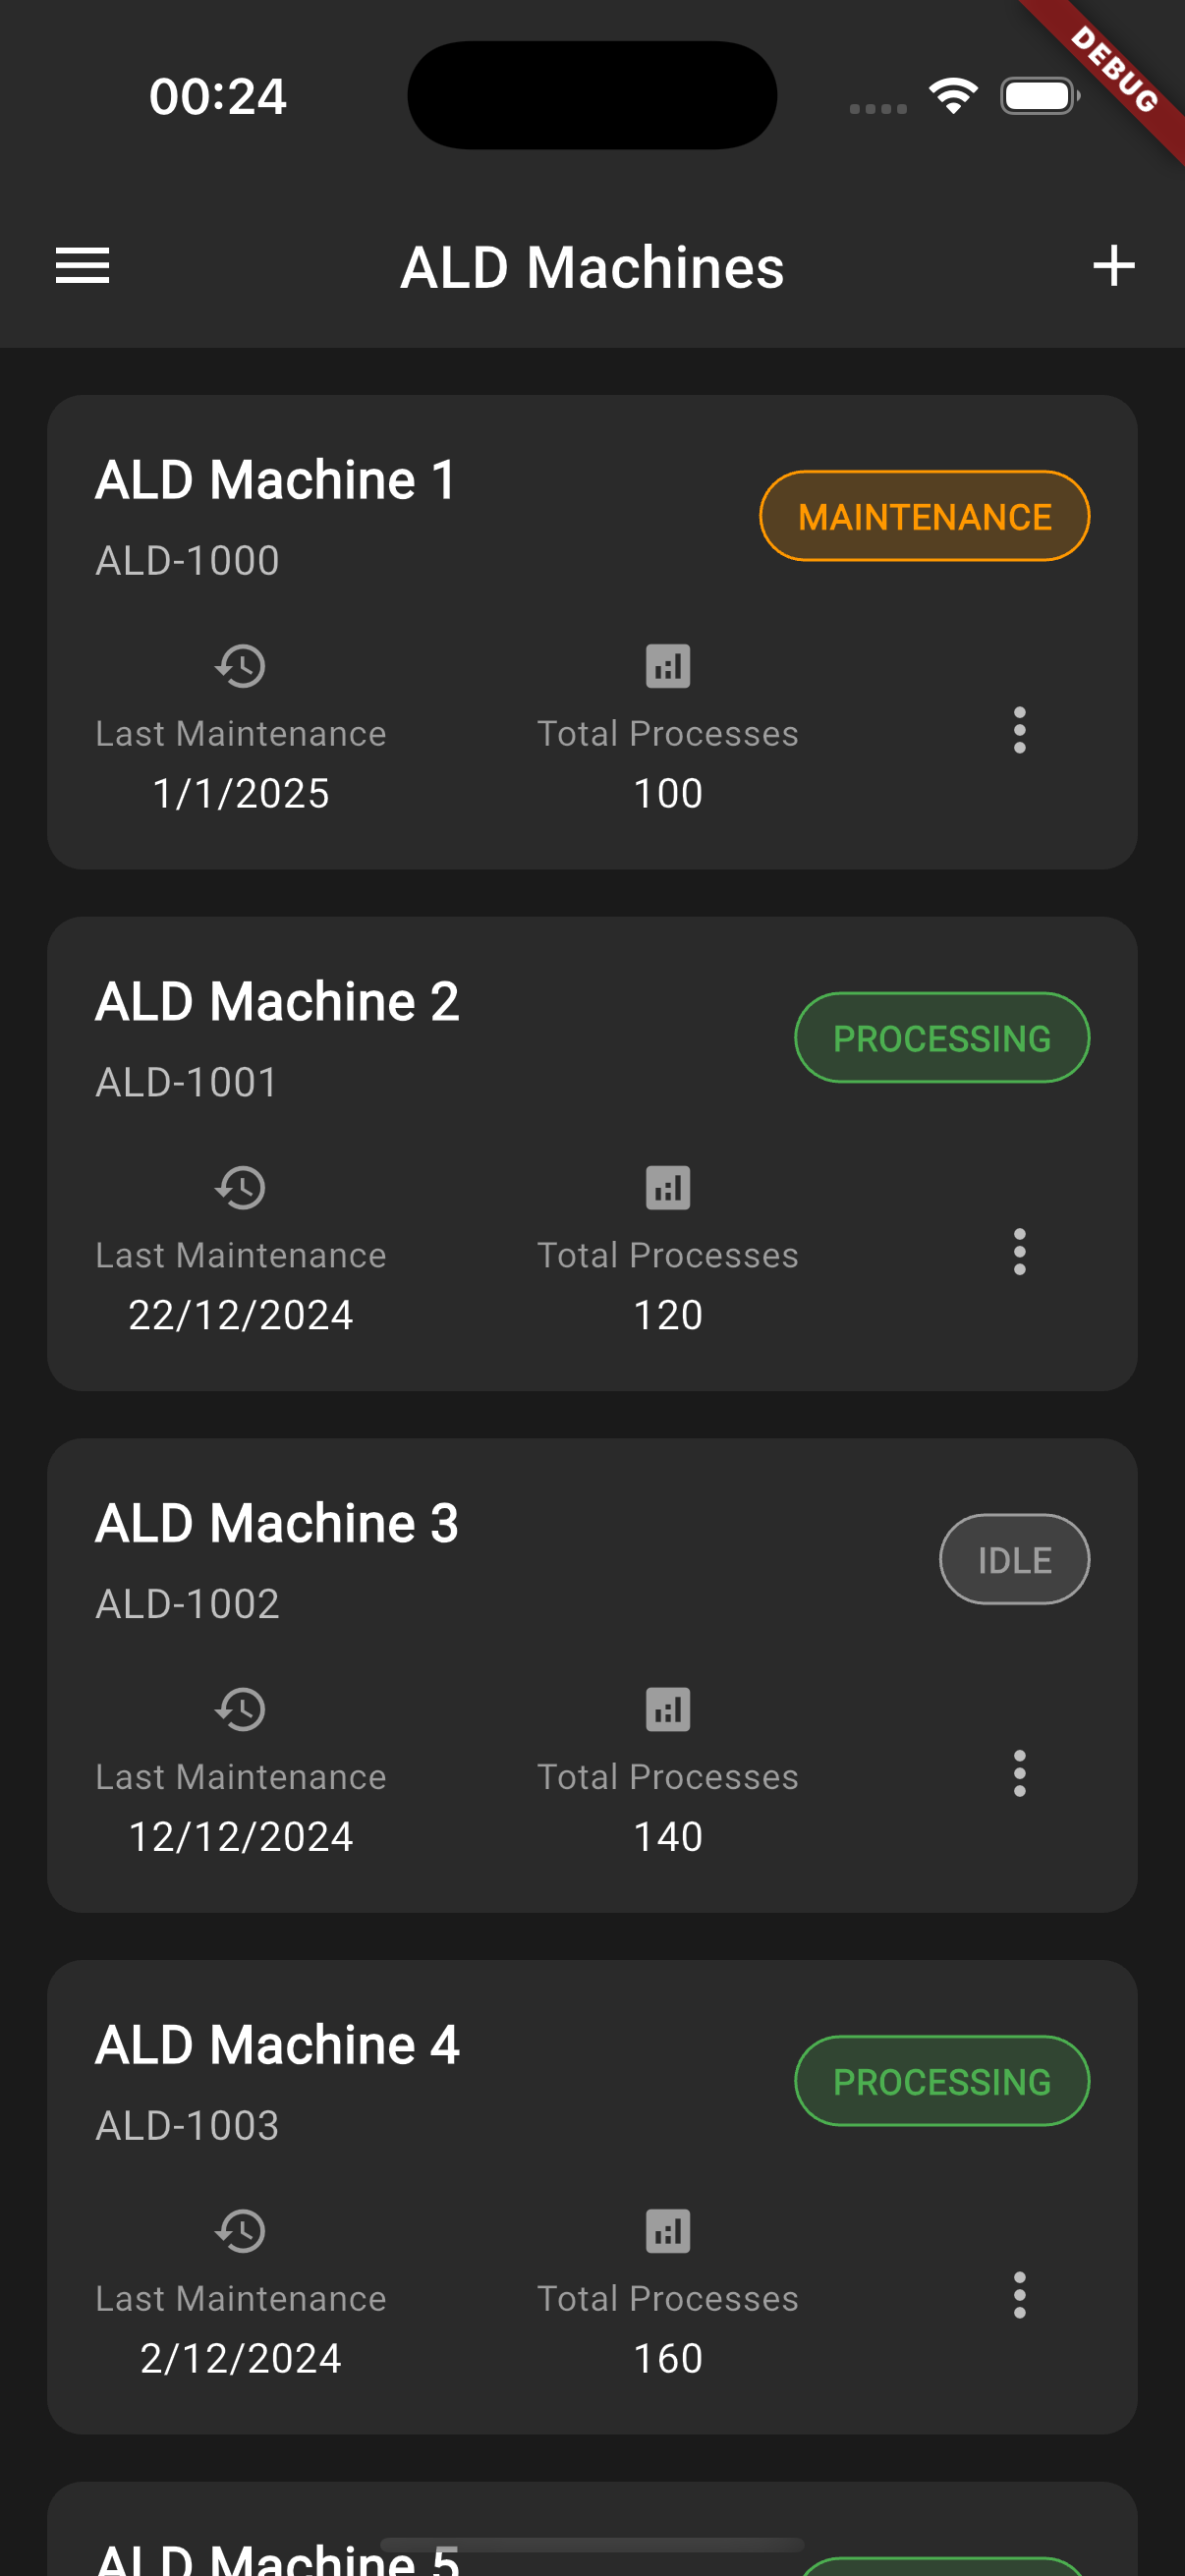 00:24
DEBUG
ALD Machines
ALD Machine 1
MAINTENANCE
ALD-1000
Last Maintenance
Total Processes
1/1/2025
100
ALD Machine 2
PROCESSING
ALD-1001
Last Maintenance
Total Processes
22/12/2024
120
ALD Machine 3
IDLE
ALD-1002
Last Maintenance
Total Processes
12/12/2024
140
ALD Machine 4
PROCESSING
ALD-1003
Last Maintenance
Total Processes
2/12/2024
160
ALD Machine 5